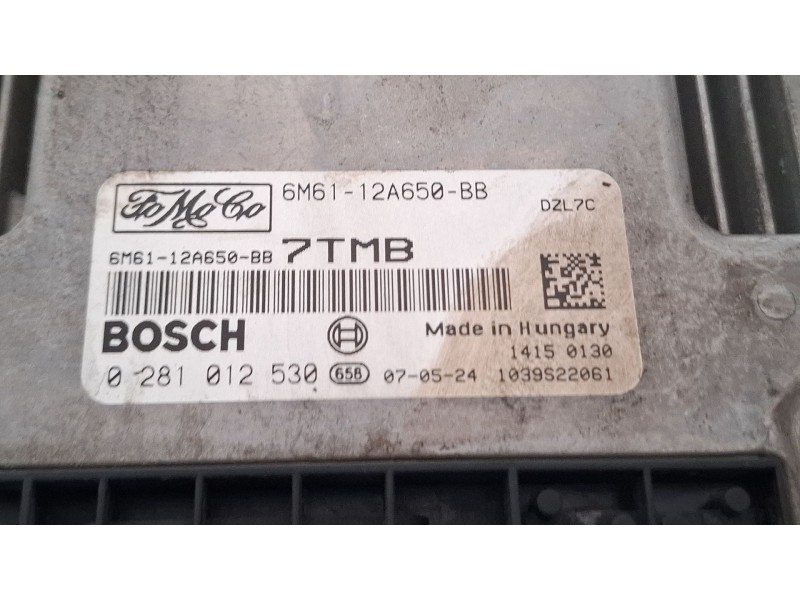 FoMoCo 6M61-12A650-BB
DZL7C
6M61-12A650-BB 7TMB
BOSCH
Made in Hungary
1415 0130
0 281 012 530 65B 07-05-24 1039S22061